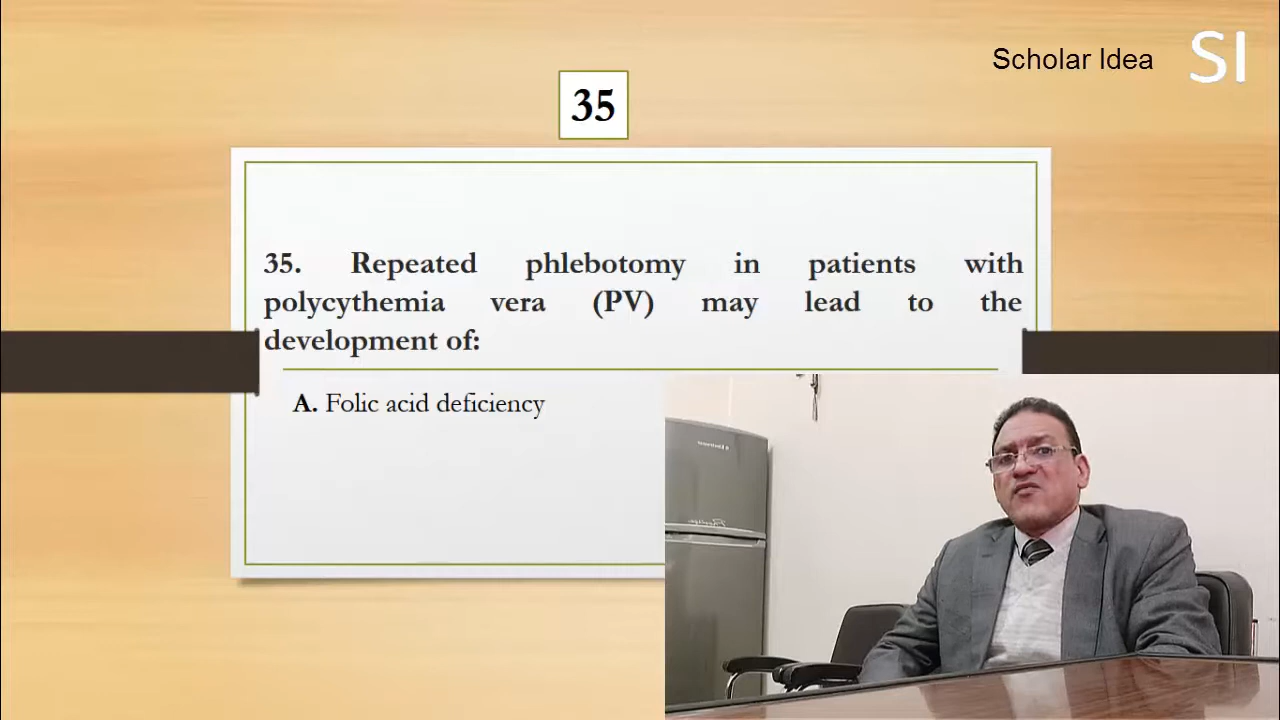 Scholar Idea SI
35
35. Repeated phlebotomy in patients with
polycythemia vera (PV) may lead to the
development of:
A. Folic acid deficiency